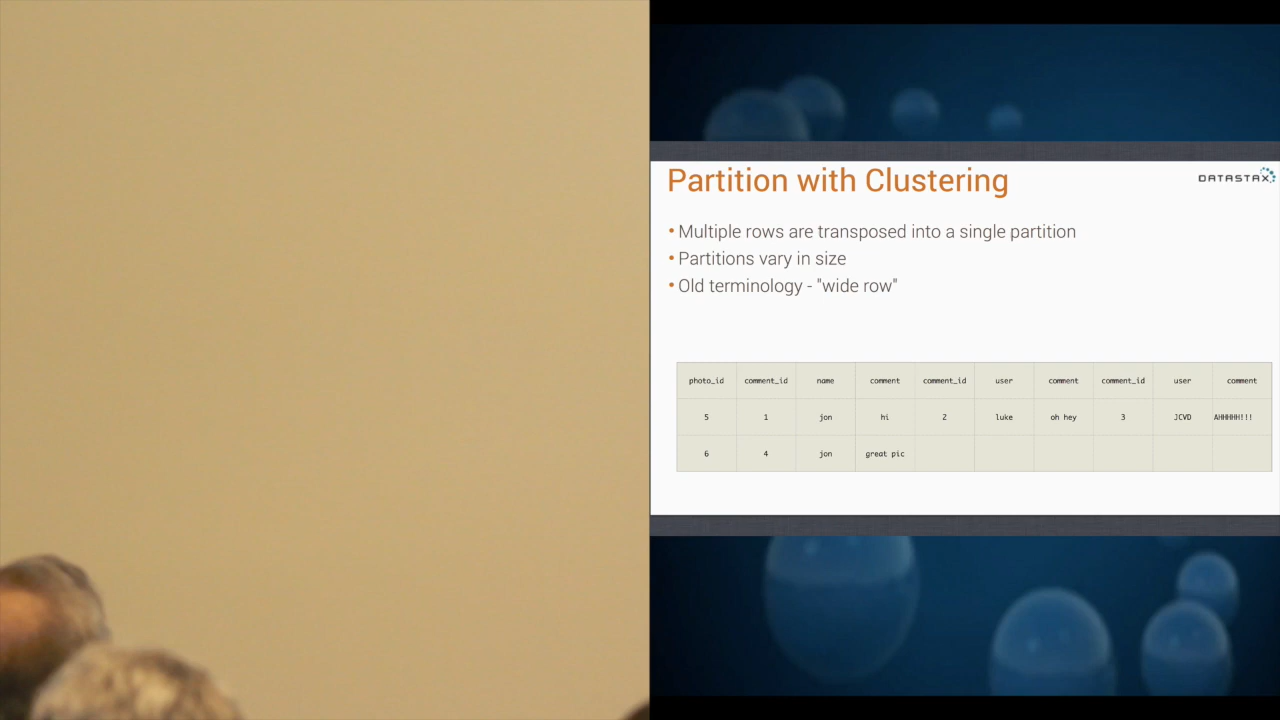 Partition with Clustering
DATASTAX
• Multiple rows are transposed into a single partition
• Partitions vary in size
• Old terminology - "wide row"
photo_id comment_id name comment comment_id user comment comment_id user comment
5 1 jon hi 2 luke oh hey 3 JCVD AHHHHH!!!
6 4 jon great pic